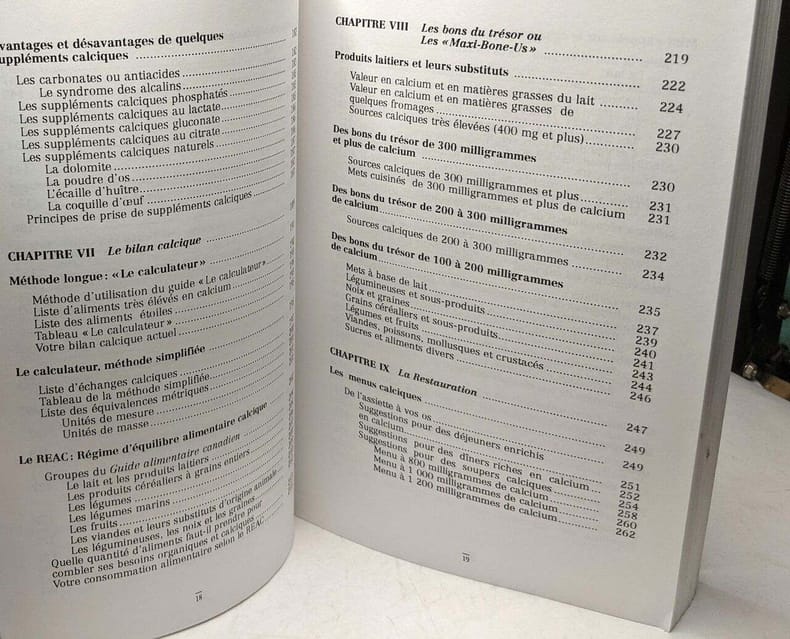 vantages et désavantages de quelques
uppléments calciques
Les carbonates ou antiacides
Le syndrome des alcalins
Les suppléments calciques phosphatés
Les suppléments calciques au lactate
Les suppléments calciques gluconate
Les suppléments calciques au citrate
Les suppléments calciques naturels
La dolomite
La poudre d'os
L'écaille d'huître
La coquille d'œuf
Principes de prise de suppléments calciques
CHAPITRE VII Le bilan calcique
Méthode longue : « Le calculateur »
Méthode d'utilisation du guide « Le calculateur »
Liste d'aliments très élevés en calcium
Liste des aliments étoiles
Tableau « Le calculateur »
Votre bilan calcique actuel
Le calculateur, méthode simplifiée
Liste d'échanges calciques
Tableau de la méthode simplifiée
Liste des équivalences métriques
Unités de mesure
Unités de masse
Le REAC : Régime d'équilibre alimentaire calcique
Groupes du Guide alimentaire canadien
Le lait et les produits laitiers
Les produits céréaliers à grains entiers
Les légumes
Les légumes marins
Les fruits
Les viandes et leurs substituts d'origine animale
Les légumineuses, les noix et les graines
Quelle quantité d'aliments faut-il prendre pour
combler ses besoins organiques et calciques
Votre consommation alimentaire selon le REAC
18
CHAPITRE VIII Les bons du trésor ou
Les « Maxi-Bone-Us » 219
Produits laitiers et leurs substituts 222
Valeur en calcium et en matières grasses du lait 224
Valeur en calcium et en matières grasses de
quelques fromages 227
Sources calciques très élevées (400 mg et plus) 230
Des bons du trésor de 300 milligrammes
et plus de calcium 230
Sources calciques de 300 milligrammes et plus 231
Mets cuisinés de 300 milligrammes et plus de calcium 231
Des bons du trésor de 200 à 300 milligrammes
de calcium 232
Sources calciques de 200 à 300 milligrammes 234
Des bons du trésor de 100 à 200 milligrammes
de calcium 235
Mets à base de lait 237
Légumineuses et sous-produits 239
Noix et graines 240
Grains céréaliers et sous-produits 241
Légumes et fruits 243
Viandes, poissons, mollusques et crustacés 244
Sucres et aliments divers 246
CHAPITRE IX La Restauration 247
Les menus calciques 249
De l'assiette à vos os 249
Suggestions pour des déjeuners enrichis
en calcium 251
Suggestions pour des dîners riches en calcium 252
Suggestions pour des soupers calciques 254
Menu à 800 milligrammes de calcium 258
Menu à 1 000 milligrammes de calcium 260
Menu à 1 200 milligrammes de calcium 262
19